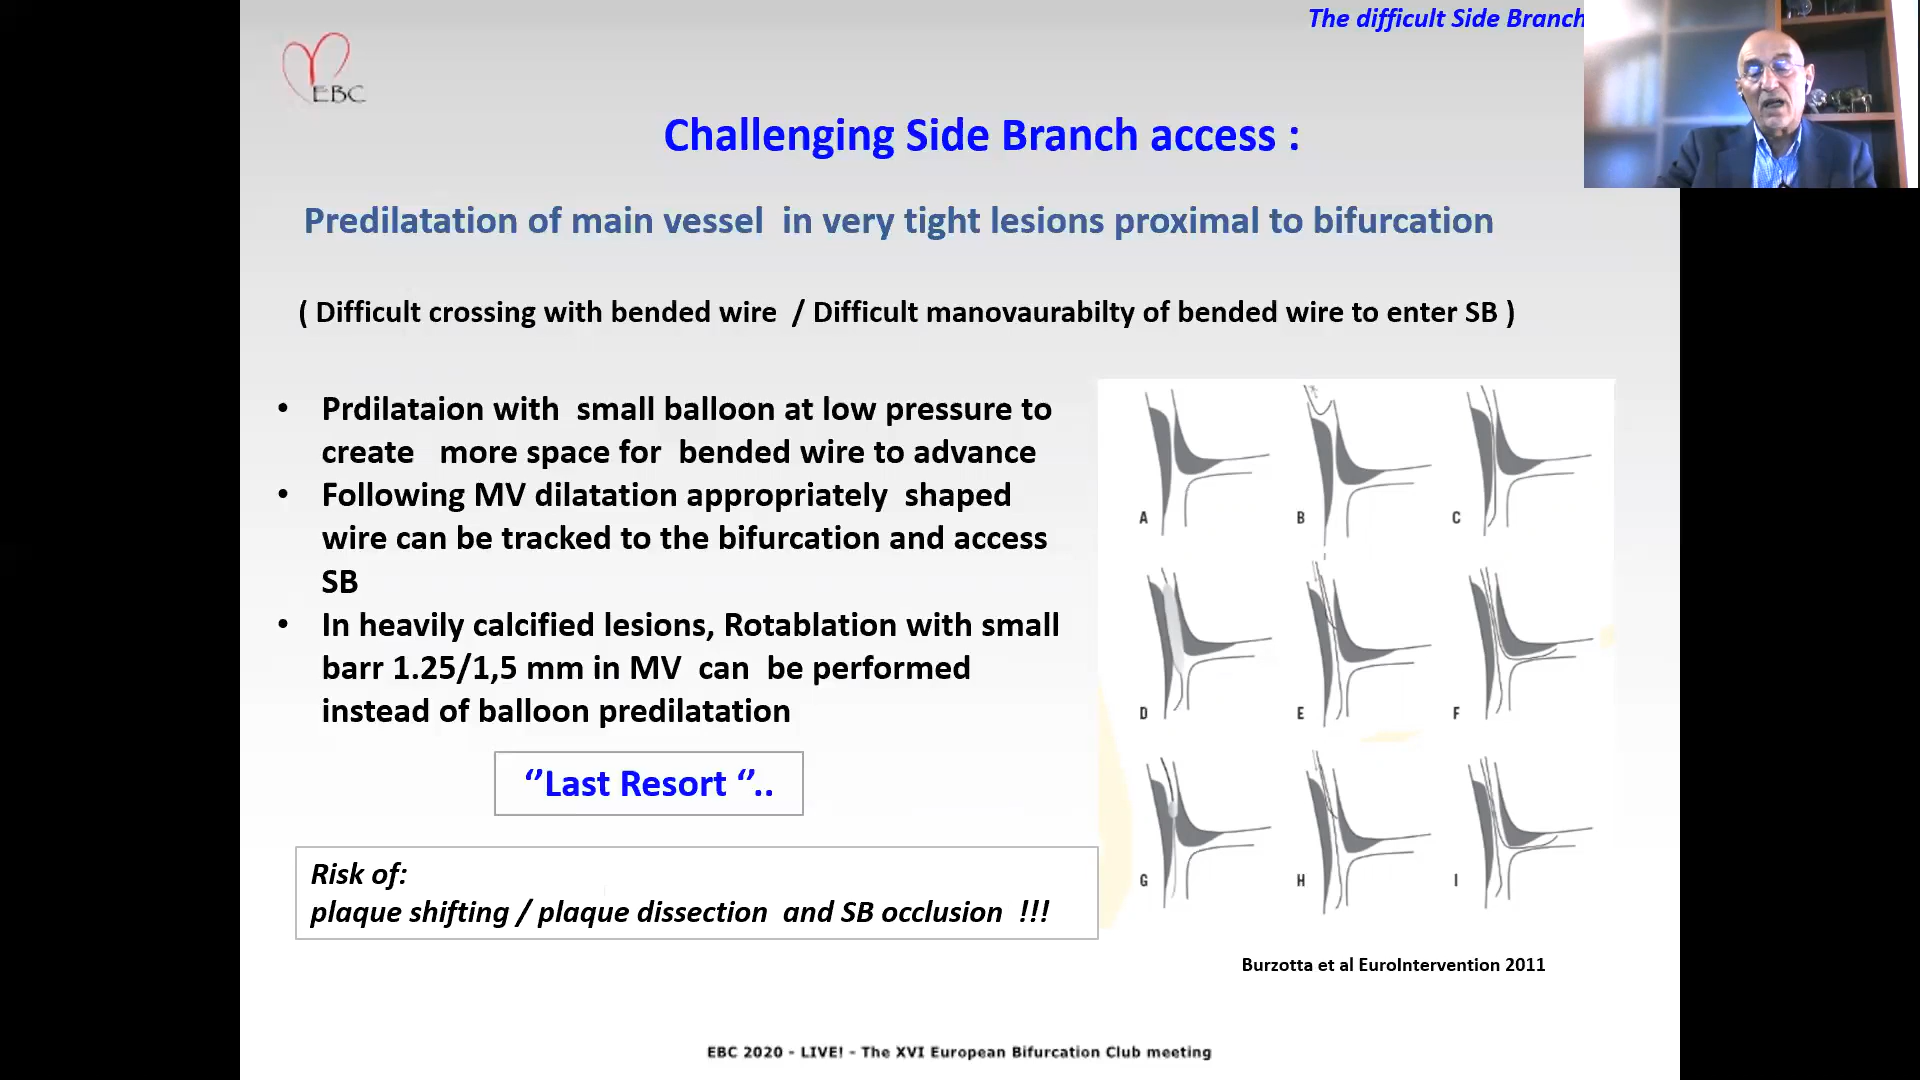 The difficult Side Branch
EBC
Challenging Side Branch access :
Predilatation of main vessel in very tight lesions proximal to bifurcation
( Difficult crossing with bended wire / Difficult manovaurabilty of bended wire to enter SB )
• Prdilataion with small balloon at low pressure to
create more space for bended wire to advance
• Following MV dilatation appropriately shaped
wire can be tracked to the bifurcation and access
SB
• In heavily calcified lesions, Rotablation with small
barr 1.25/1,5 mm in MV can be performed
instead of balloon predilatation
‘’Last Resort ‘’..
Risk of:
plaque shifting / plaque dissection and SB occlusion !!!
A B C
D E F
G H I
Burzotta et al EuroIntervention 2011
EBC 2020 - LIVE! - The XVI European Bifurcation Club meeting